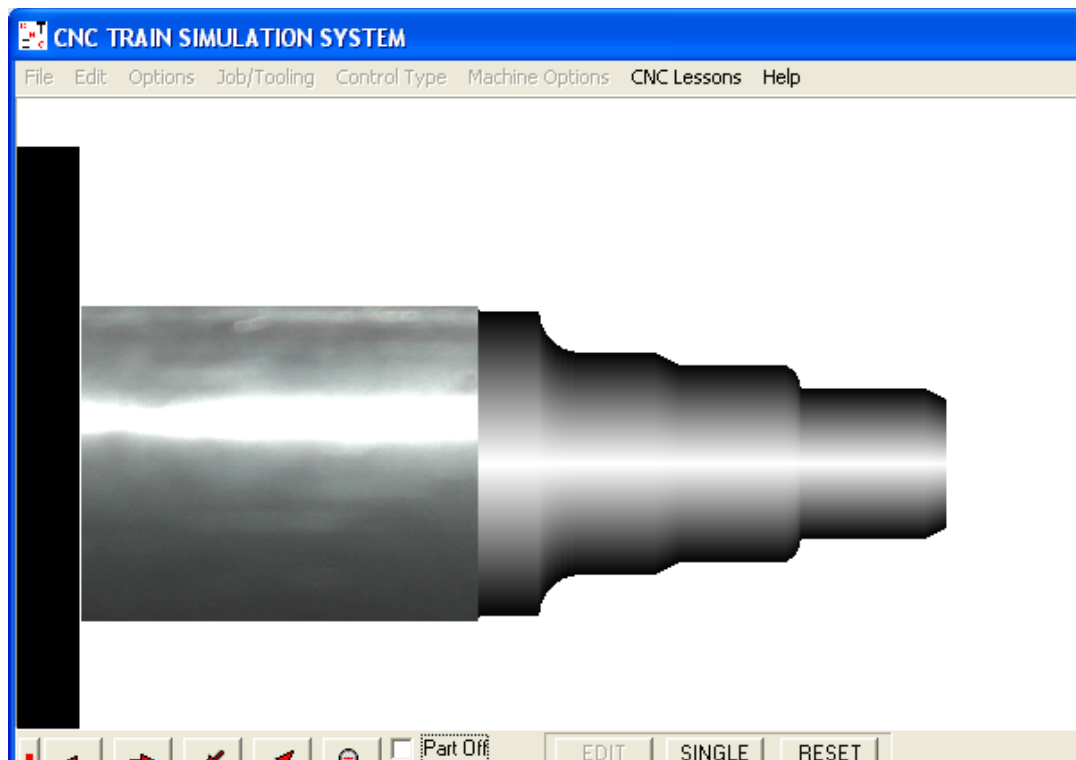 CNC TRAIN SIMULATION SYSTEM
File Edit Options Job/Tooling Control Type Machine Options CNC Lessons Help
Part Off
EDIT SINGLE RESET